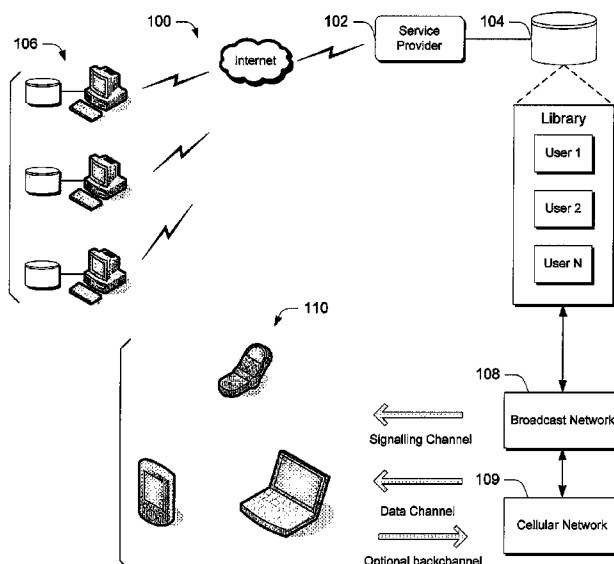 106
100
Internet
102
Service
Provider
104
Library
User 1
User 2
User N
110
108
Broadcast Network
Signalling Channel
109
Data Channel
Cellular Network
Optional backchannel